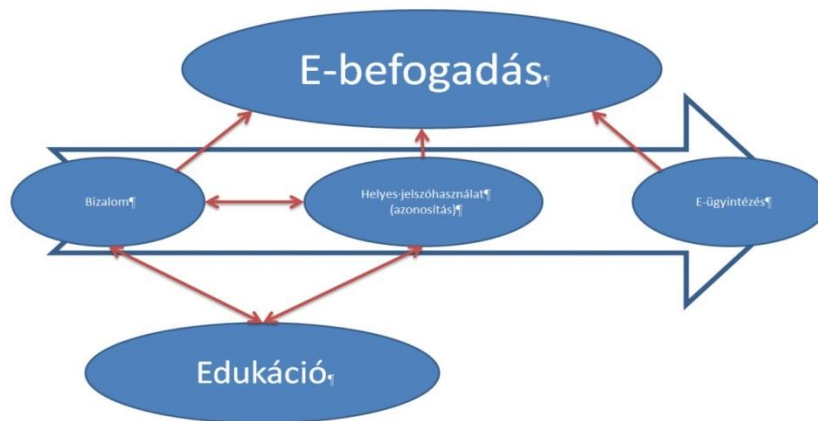 E-befogadás¶
Bizalom¶
Helyes-jelszóhasználat¶
(azonosítás)¶
E-ügyintézés¶
Edukáció¶